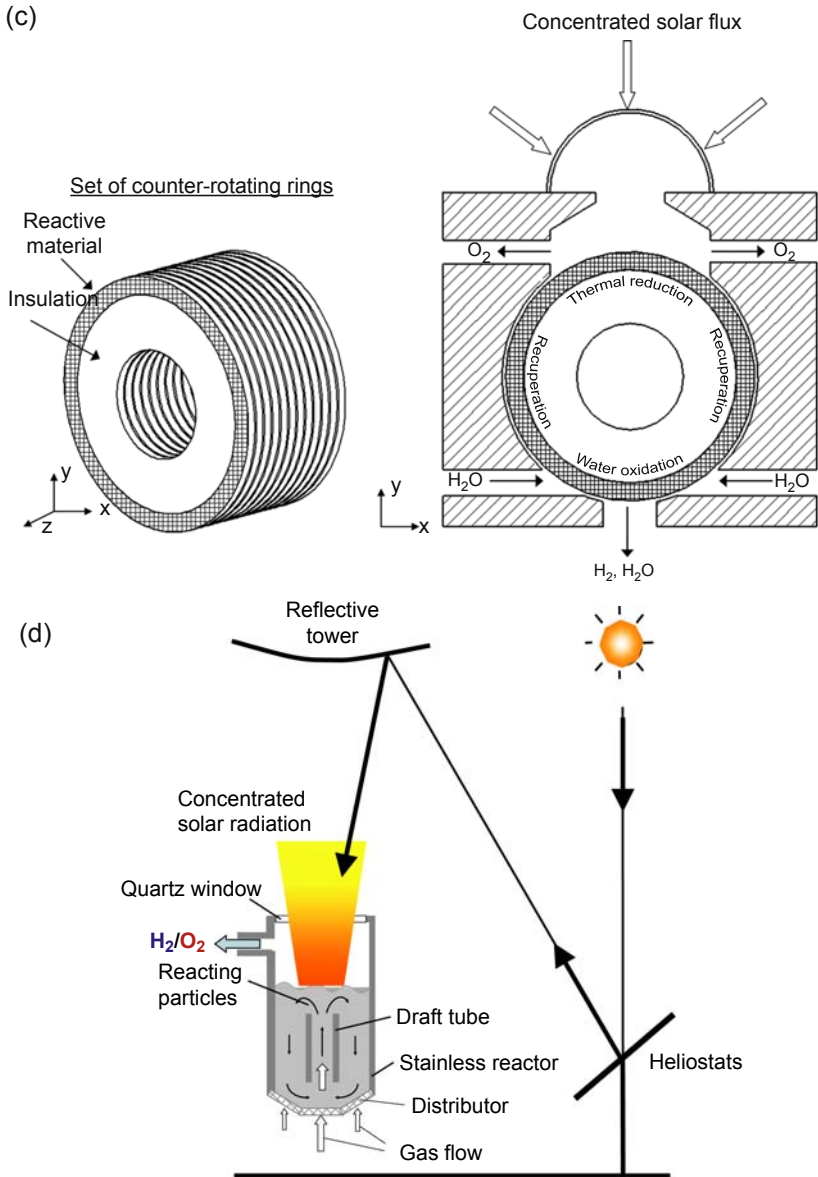 (c)
Concentrated solar flux
Set of counter-rotating rings
Reactive
material
Insulation
O₂
O₂
Thermal reduction
Recuperation
Recuperation
Water oxidation
H₂O
H₂O
y
x
z
y
x
H₂, H₂O
(d)
Reflective
tower
Concentrated
solar radiation
Quartz window
H₂/O₂
Reacting
particles
Draft tube
Stainless reactor
Heliostats
Distributor
Gas flow